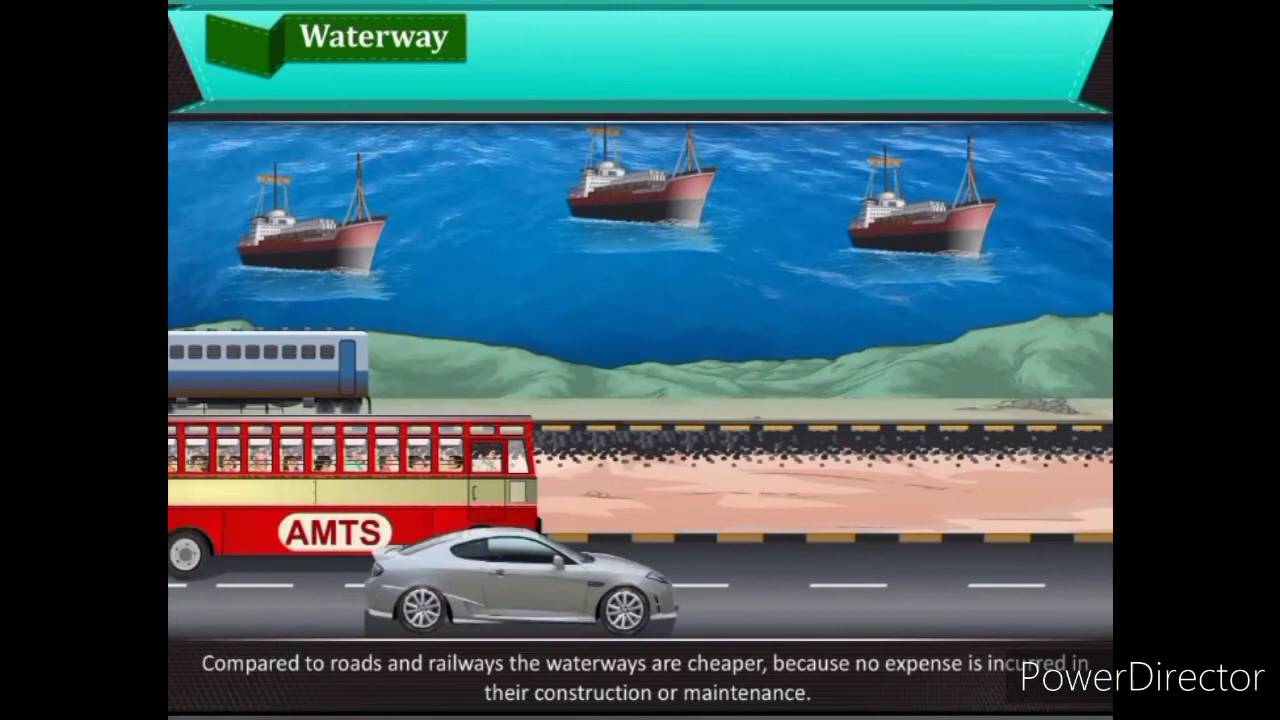 Waterway
AMTS
Compared to roads and railways the waterways are cheaper, because no expense is incurred in
their construction or maintenance.
PowerDirector